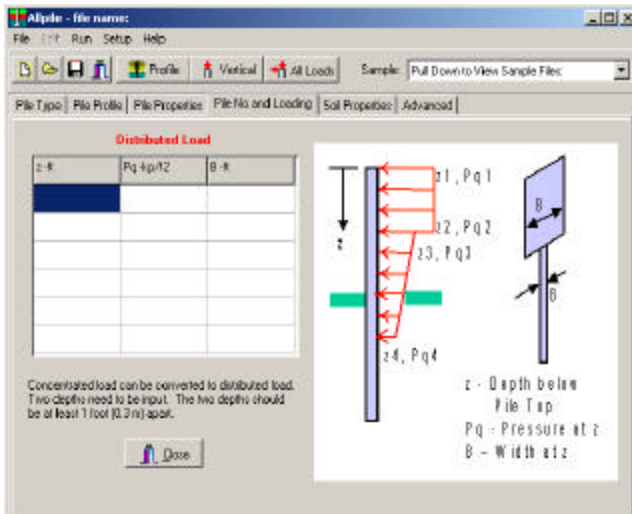 Allpile - file name:
File Edit Run Setup Help
Profile Vertical All Loads Sample: Pull Down to View Sample Files:
Pile Type Pile Profile Pile Properties Pile No. and Loading Soil Properties Advanced
Distributed Load
z-ft Pq-kp/f2 B-ft
z1, Pq1
B
z2, Pq2
z
z3, Pq3
B
z4, Pq4
Concentrated load can be converted to distributed load.
Two depths need to be input. The two depths should
be at least 1 foot (0.3 m) apart.
z - Depth below
Pile Top
Pq - Pressure at z
B - Width at z
Close